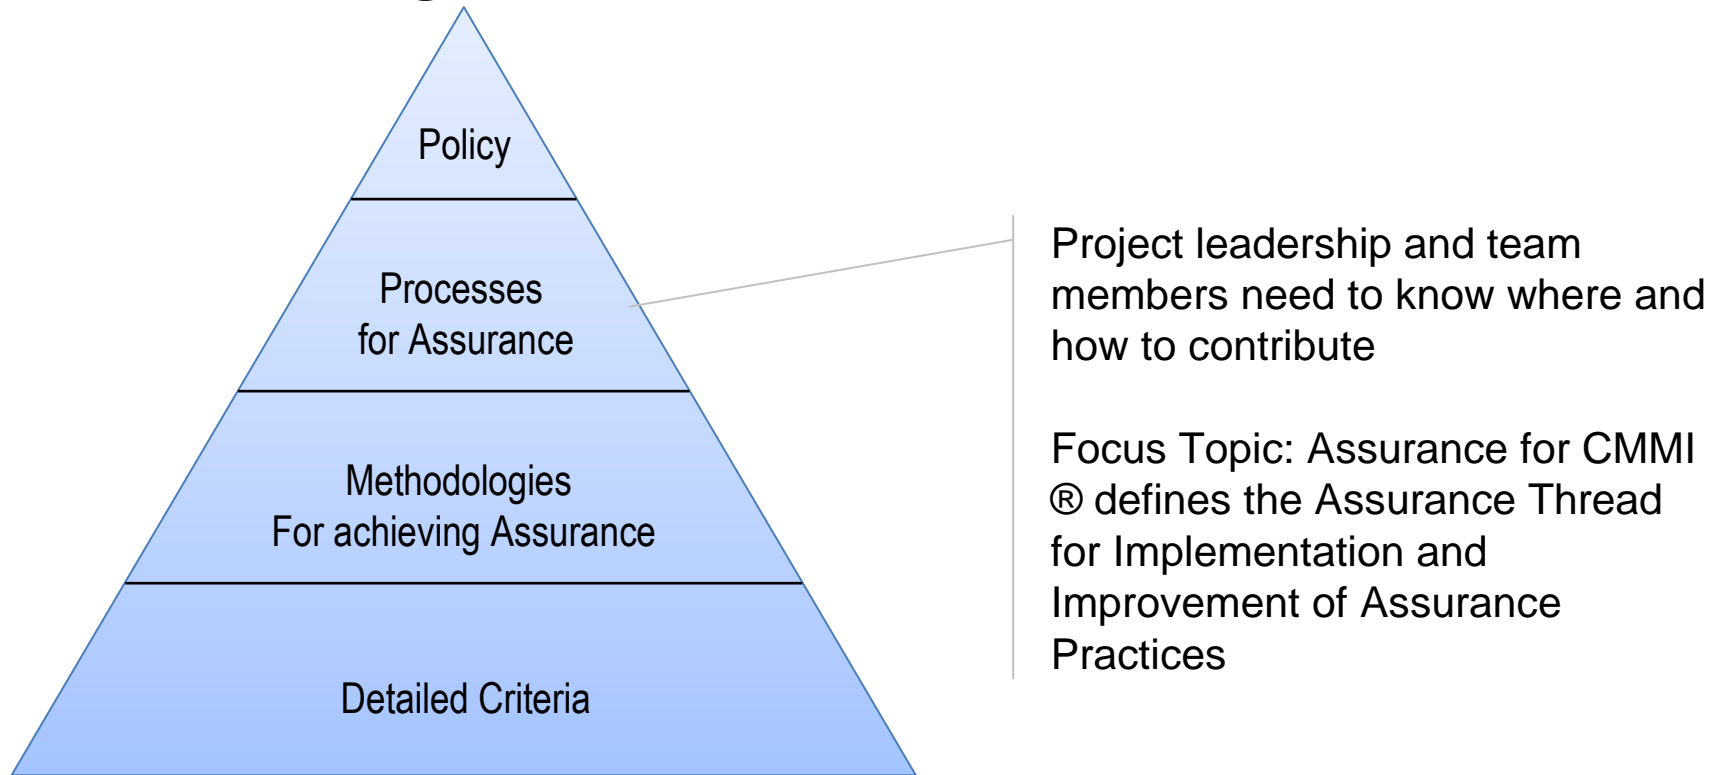 Policy
Processes
for Assurance
Methodologies
For achieving Assurance
Detailed Criteria
Project leadership and team
members need to know where and
how to contribute
Focus Topic: Assurance for CMMI
® defines the Assurance Thread
for Implementation and
Improvement of Assurance
Practices